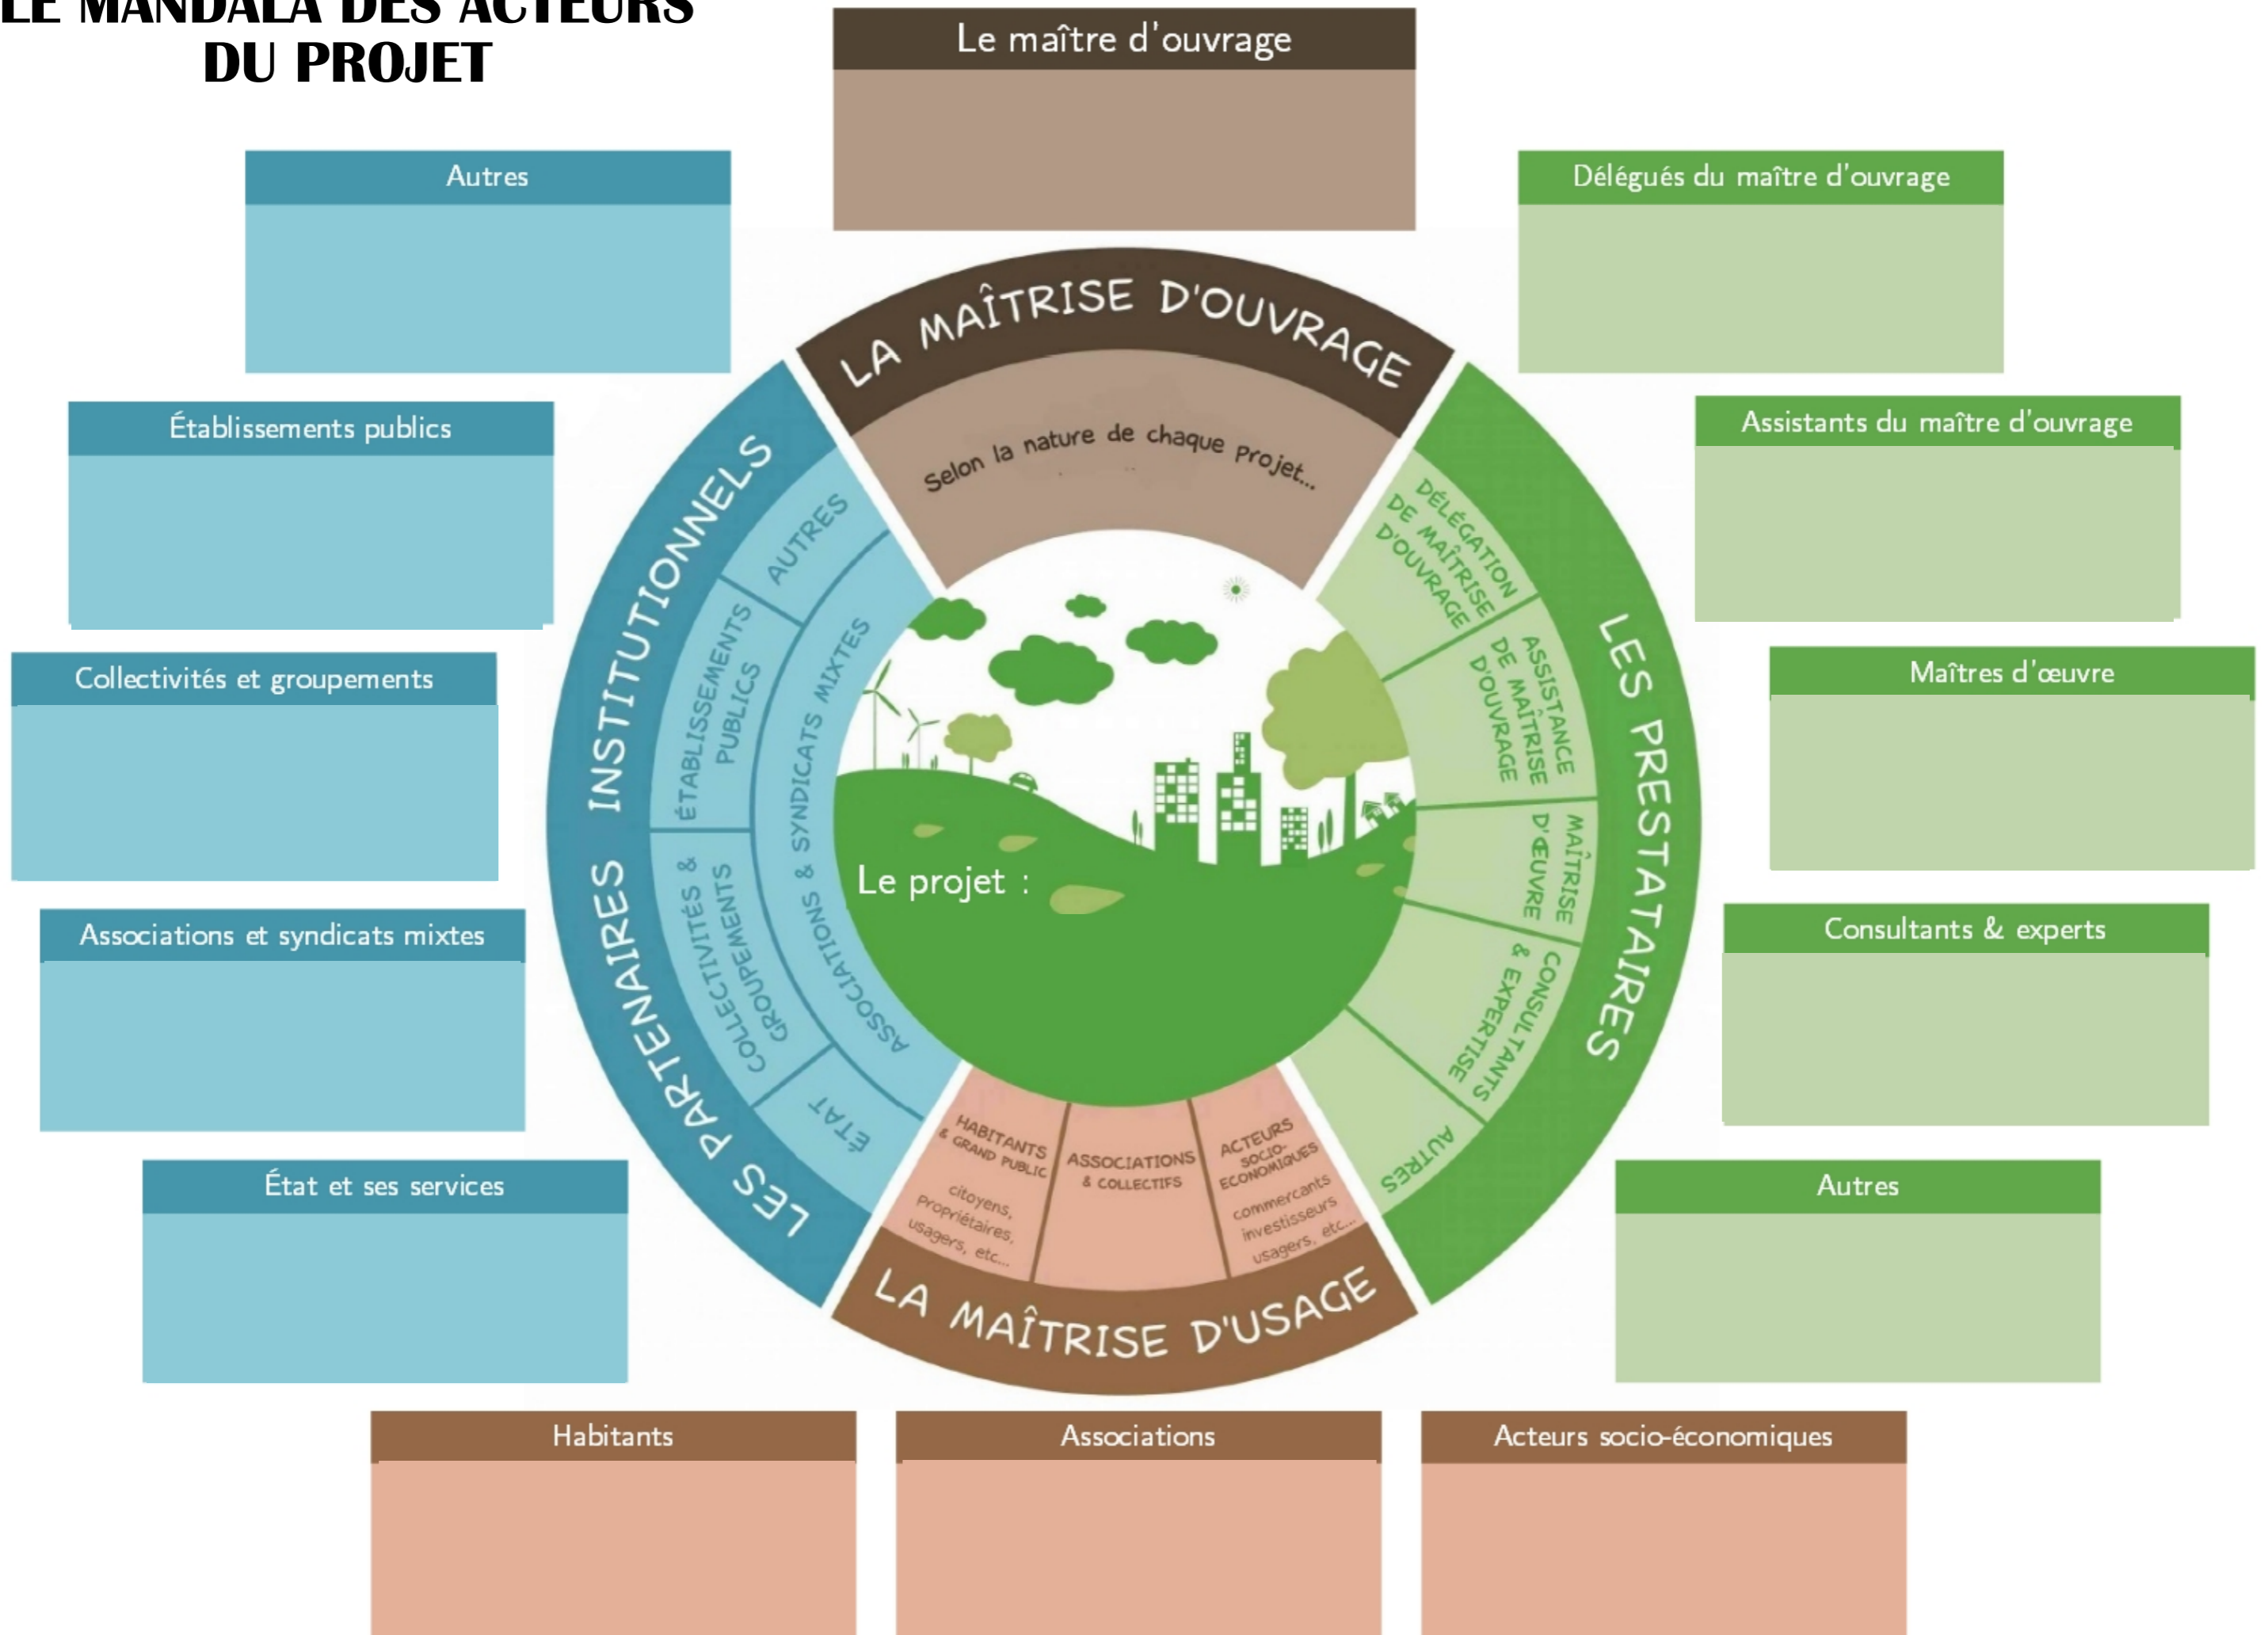 LE MANDALA DES ACTEURS
DU PROJET
Le maître d'ouvrage
Autres
Établissements publics
Collectivités et groupements
Associations et syndicats mixtes
État et ses services
Délégués du maître d'ouvrage
Assistants du maître d'ouvrage
Maîtres d'œuvre
Consultants & experts
Autres
LA MAÎTRISE D'OUVRAGE
Selon la nature de chaque projet...
LES PARTENAIRES INSTITUTIONNELS
AUTRES
ÉTABLISSEMENTS
PUBLICS
COLLECTIVITÉS &
GROUPEMENTS
ÉTAT
ASSOCIATIONS & SYNDICATS MIXTES
LES PRESTATAIRES
DÉLÉGATION
DE MAÎTRISE
D'OUVRAGE
ASSISTANCE
DE MAÎTRISE
D'OUVRAGE
MAÎTRISE
D'ŒUVRE
CONSULTANTS
& EXPERTISE
AUTRES
Le projet :
HABITANTS
& GRAND PUBLIC
citoyens,
propriétaires,
usagers, etc...
ASSOCIATIONS
& COLLECTIFS
ACTEURS
SOCIO-
ECONOMIQUES
commercants
investisseurs
usagers, etc...
LA MAÎTRISE D'USAGE
Habitants
Associations
Acteurs socio-économiques